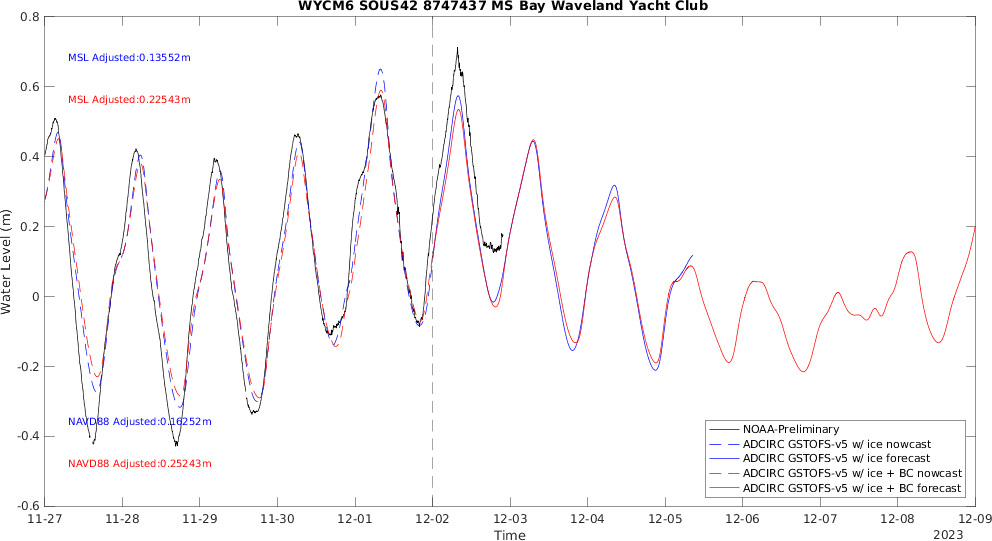 WYCM6 SOUS42 8747437 MS Bay Waveland Yacht Club
0.8
0.6
0.4
0.2
0
-0.2
-0.4
-0.6
Water Level (m)
MSL Adjusted:0.13552m
MSL Adjusted:0.22543m
NAVD88 Adjusted:0.16252m
NAVD88 Adjusted:0.25243m
NOAA-Preliminary
ADCIRC GSTOFS-v5 w/ ice nowcast
ADCIRC GSTOFS-v5 w/ ice forecast
ADCIRC GSTOFS-v5 w/ ice + BC nowcast
ADCIRC GSTOFS-v5 w/ ice + BC forecast
11-27 11-28 11-29 11-30 12-01 12-02 12-03 12-04 12-05 12-06 12-07 12-08 12-09
Time
2023